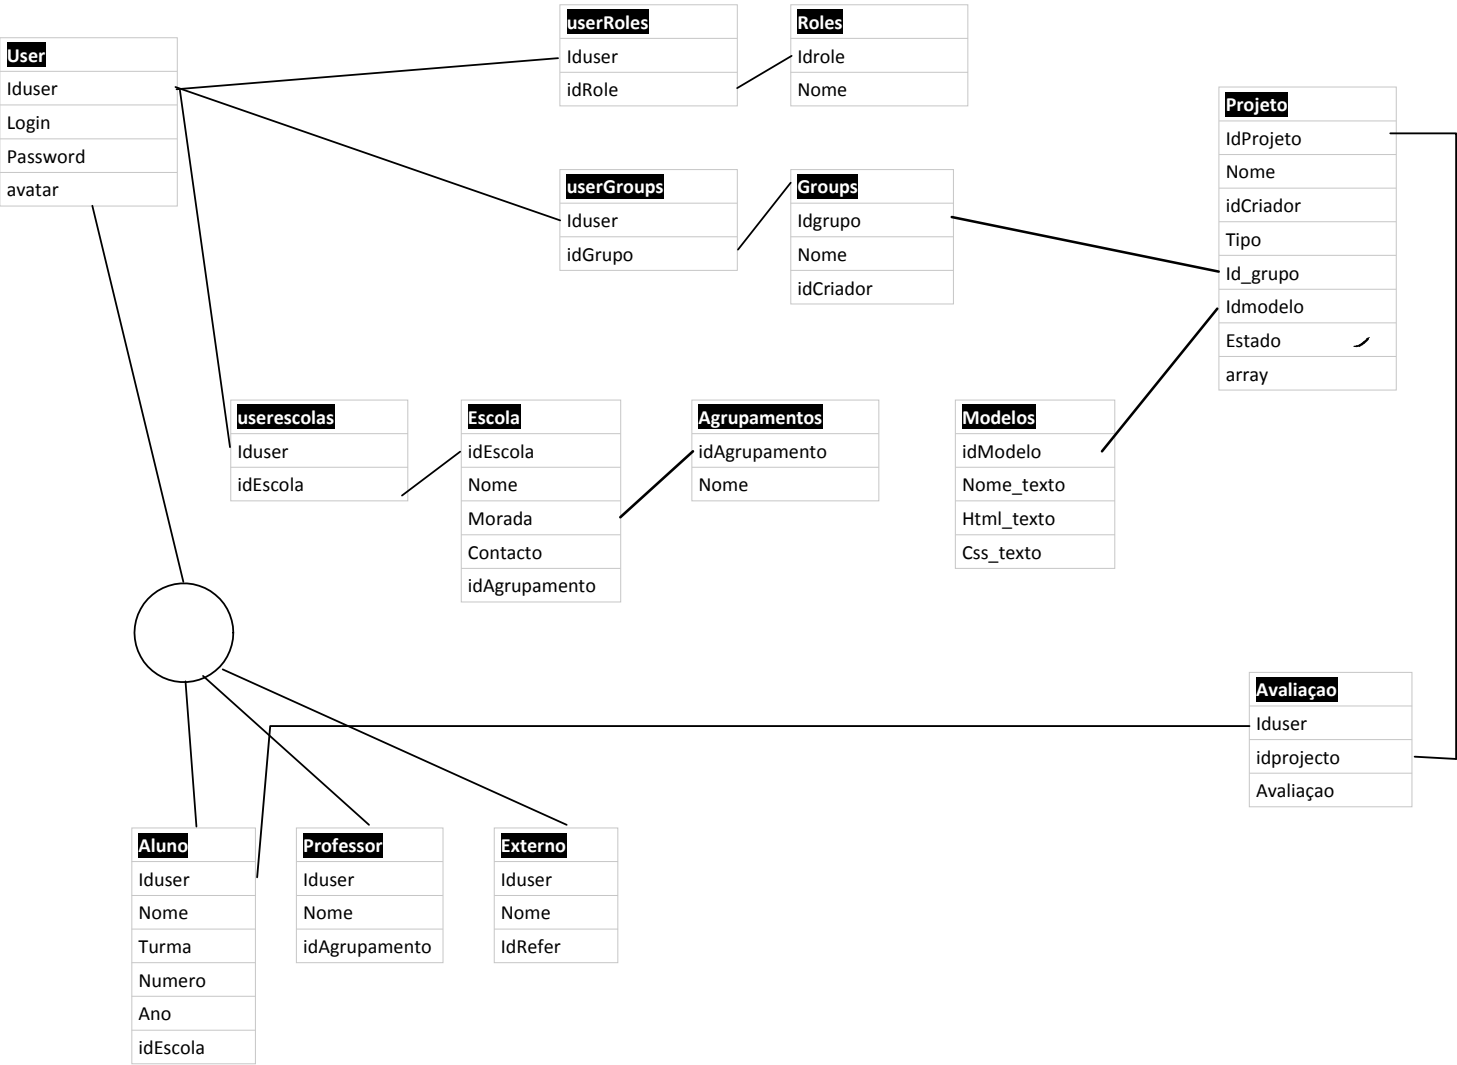 User
Iduser
Login
Password
avatar
userRoles
Iduser
idRole
Roles
Idrole
Nome
userGroups
Iduser
idGrupo
Groups
Idgrupo
Nome
idCriador
Projeto
IdProjeto
Nome
idCriador
Tipo
Id_grupo
Idmodelo
Estado
array
userescolas
Iduser
idEscola
Escola
idEscola
Nome
Morada
Contacto
idAgrupamento
Agrupamentos
idAgrupamento
Nome
Modelos
idModelo
Nome_texto
Html_texto
Css_texto
Avaliaçao
Iduser
idprojecto
Avaliaçao
Aluno
Iduser
Nome
Turma
Numero
Ano
idEscola
Professor
Iduser
Nome
idAgrupamento
Externo
Iduser
Nome
IdRefer